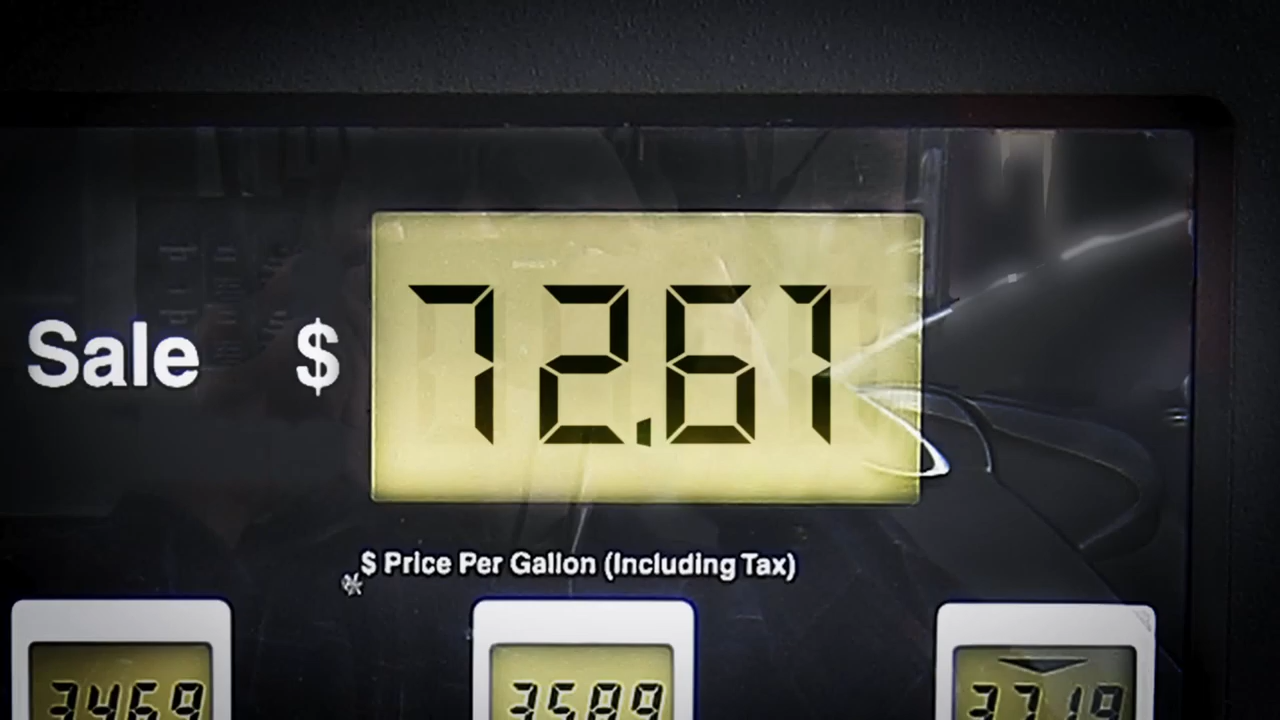 Sale $ 72.61
* $ Price Per Gallon (Including Tax)
3469 3589 3719